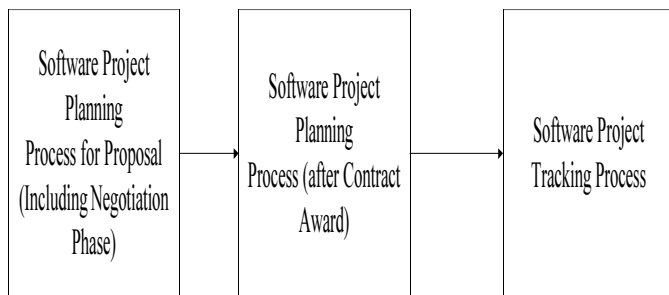 Software Project
Planning
Process for Proposal
(Including Negotiation
Phase)
Software Project
Planning
Process (after Contract
Award)
Software Project
Tracking Process